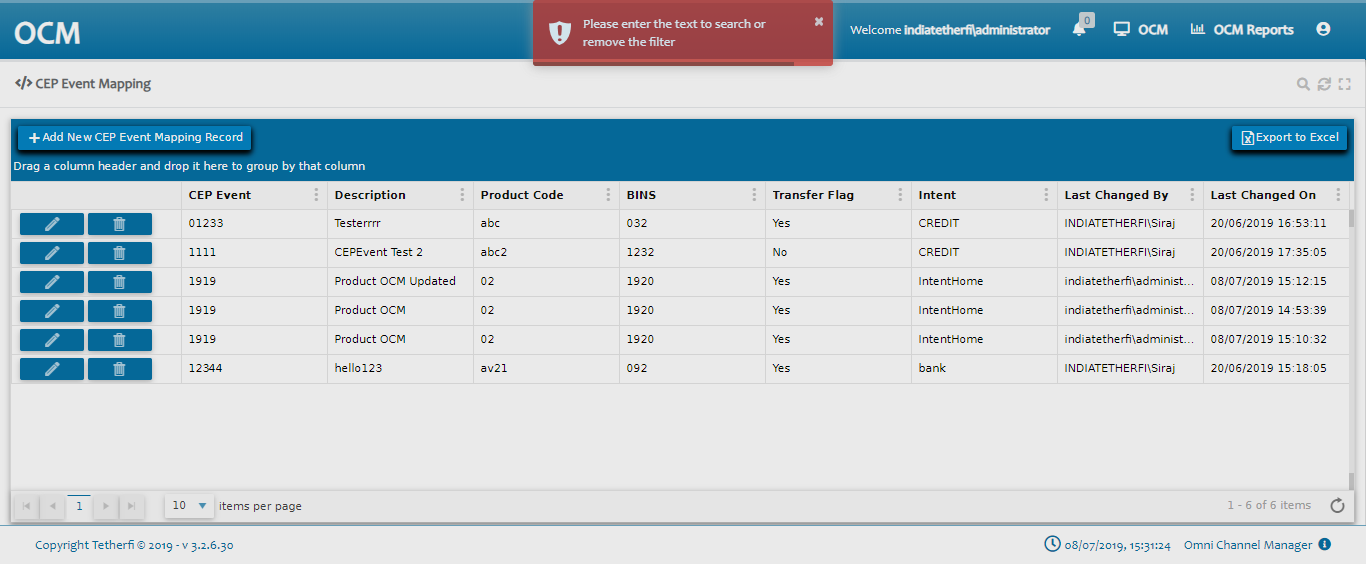 OCM
Please enter the text to search or
remove the filter
Welcome indiatetherfi\administrator
0
OCM
OCM Reports
CEP Event Mapping
Add New CEP Event Mapping Record
Export to Excel
Drag a column header and drop it here to group by that column
CEP Event Description Product Code BINS Transfer Flag Intent Last Changed By Last Changed On
01233 Testerrrr abc 032 Yes CREDIT INDIATETHERFI\Siraj 20/06/2019 16:53:11
1111 CEPEvent Test 2 abc2 1232 No CREDIT INDIATETHERFI\Siraj 20/06/2019 17:35:05
1919 Product OCM Updated 02 1920 Yes IntentHome indiatetherfi\administ... 08/07/2019 15:12:15
1919 Product OCM 02 1920 Yes IntentHome indiatetherfi\administ... 08/07/2019 14:53:39
1919 Product OCM 02 1920 Yes IntentHome indiatetherfi\administ... 08/07/2019 15:10:32
12344 hello123 av21 092 Yes bank INDIATETHERFI\Siraj 20/06/2019 15:18:05
1 10 items per page 1 - 6 of 6 items
Copyright Tetherfi © 2019 - v 3.2.6.30 08/07/2019, 15:31:24 Omni Channel Manager